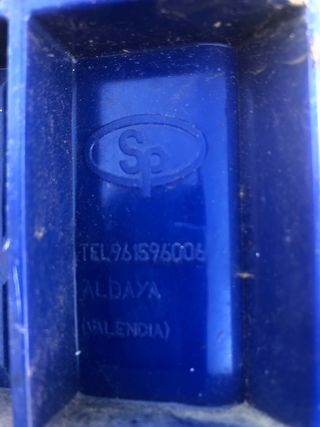 Sp
TEL 961596006
ALDAYA
(VALENCIA)